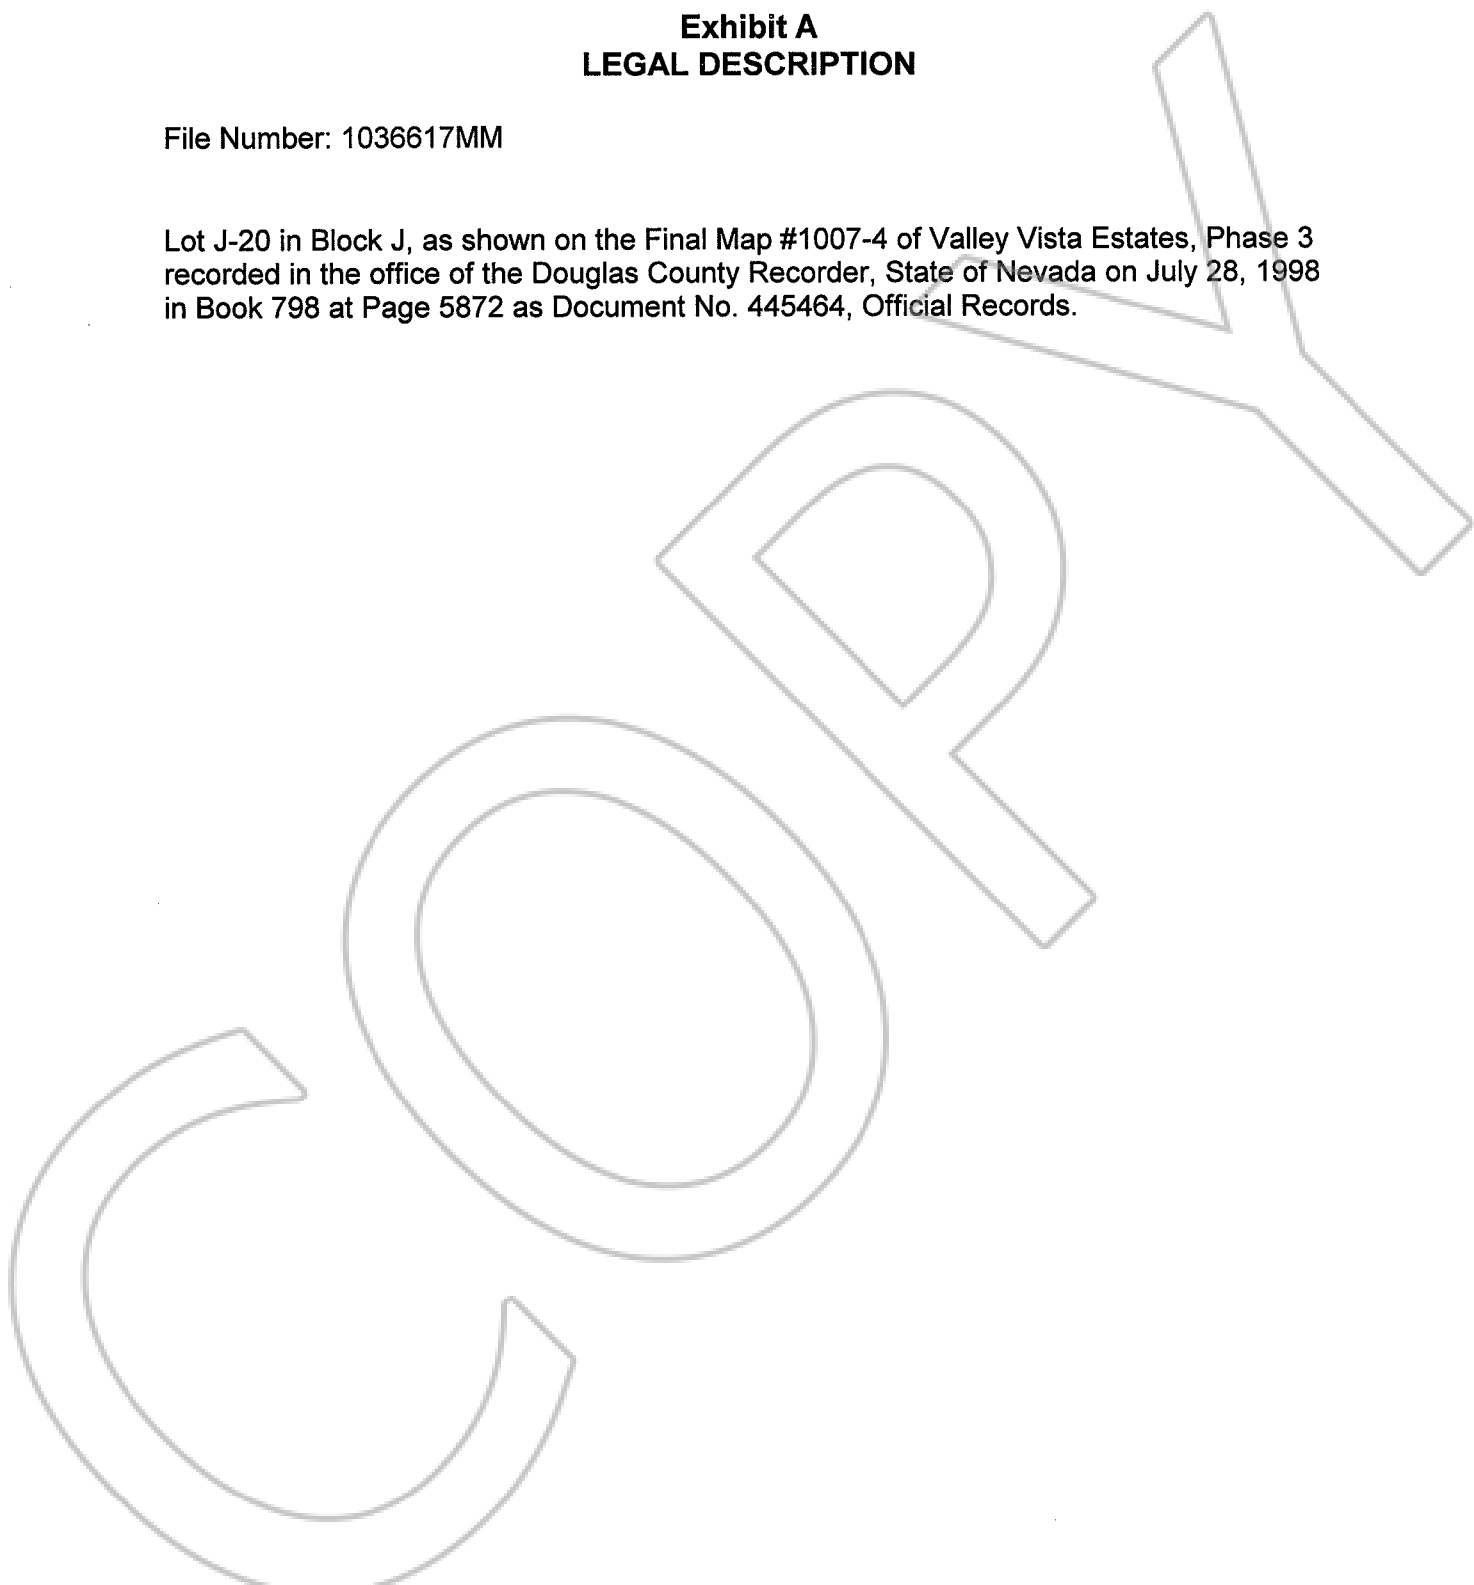 Exhibit A
LEGAL DESCRIPTION
File Number: 1036617MM
Lot J-20 in Block J, as shown on the Final Map #1007-4 of Valley Vista Estates, Phase 3
recorded in the office of the Douglas County Recorder, State of Nevada on July 28, 1998
in Book 798 at Page 5872 as Document No. 445464, Official Records.
COPY